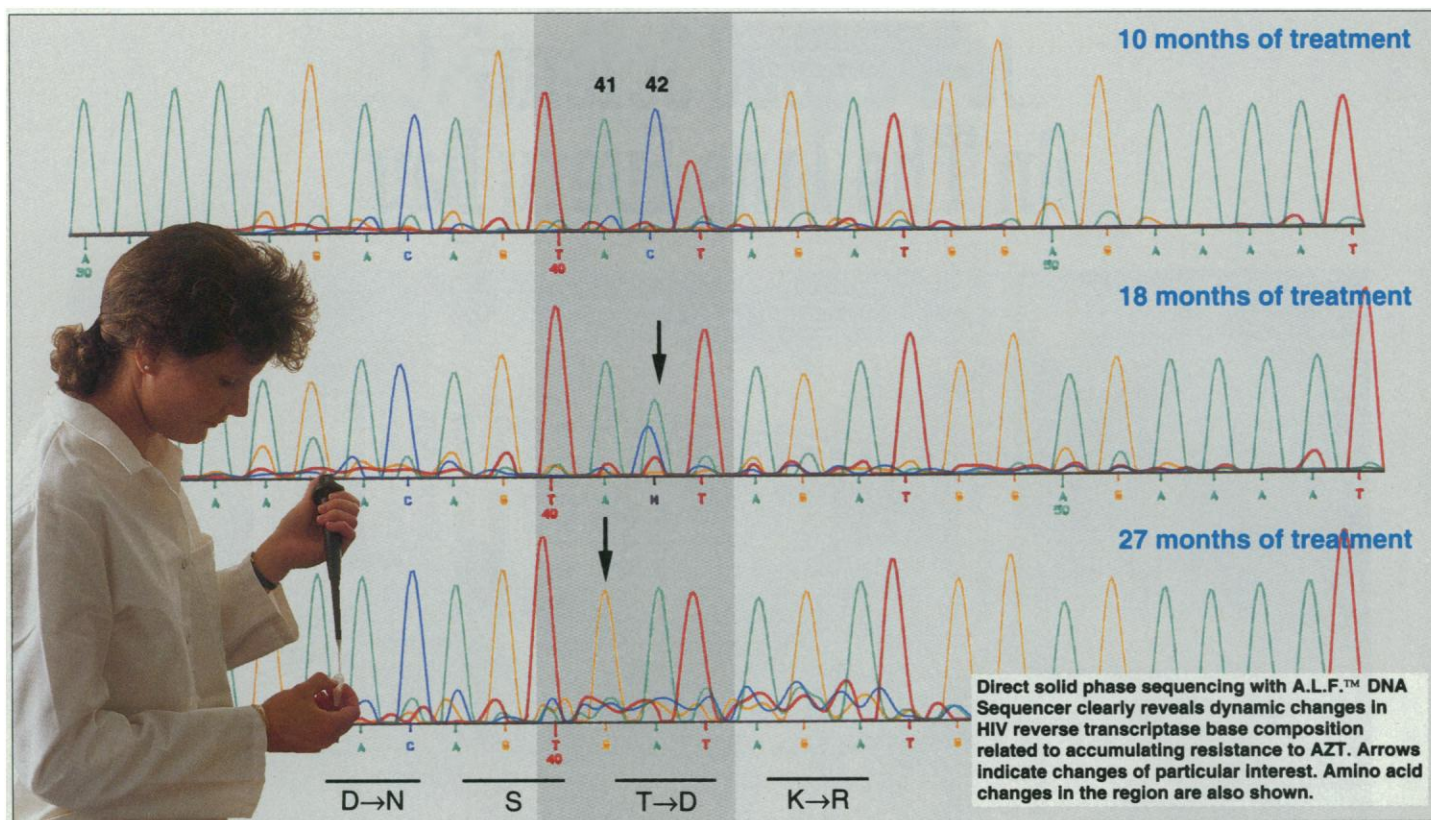 10 months of treatment
41 42
G A C A G T A C T A G A T G G A G A A A A T
30 40 50
18 months of treatment
A A A C A G T A M T A G A T G G A G A A A A T
40 50
27 months of treatment
A C A G T G A T A G A T G
40
Direct solid phase sequencing with A.L.F.™ DNA
Sequencer clearly reveals dynamic changes in
HIV reverse transcriptase base composition
related to accumulating resistance to AZT. Arrows
indicate changes of particular interest. Amino acid
changes in the region are also shown.
D→N S T→D K→R